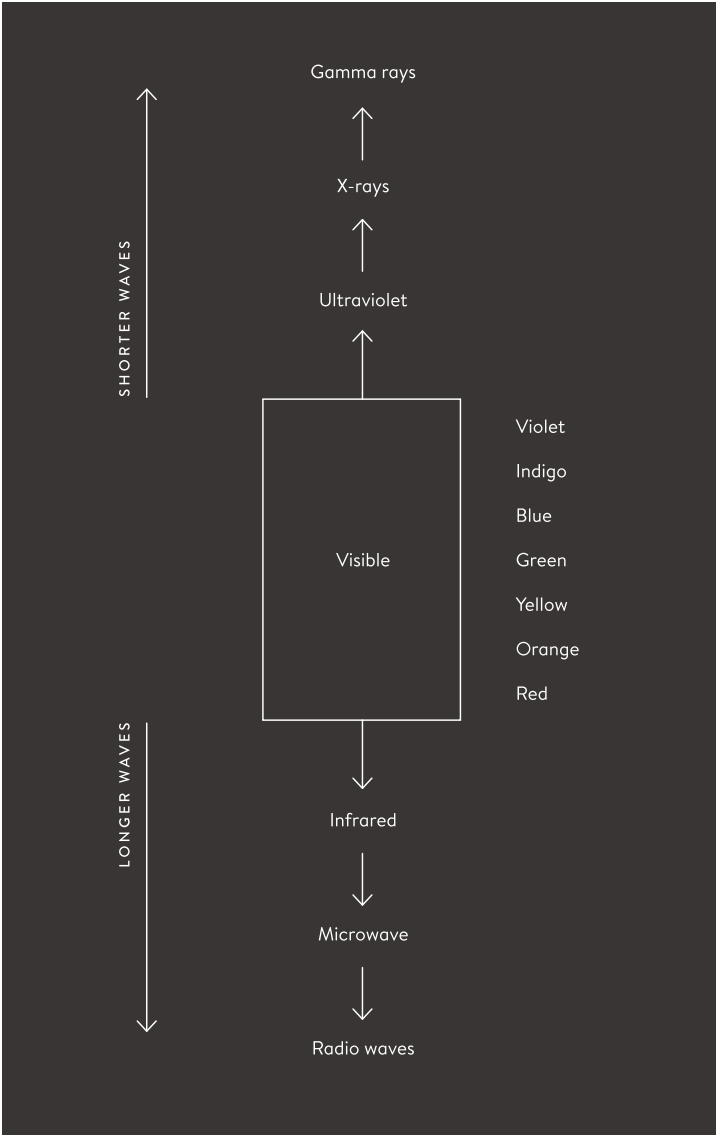 Gamma rays
X-rays
SHORTER WAVES
Ultraviolet
Violet
Indigo
Blue
Visible
Green
Yellow
Orange
Red
LONGER WAVES
Infrared
Microwave
Radio waves